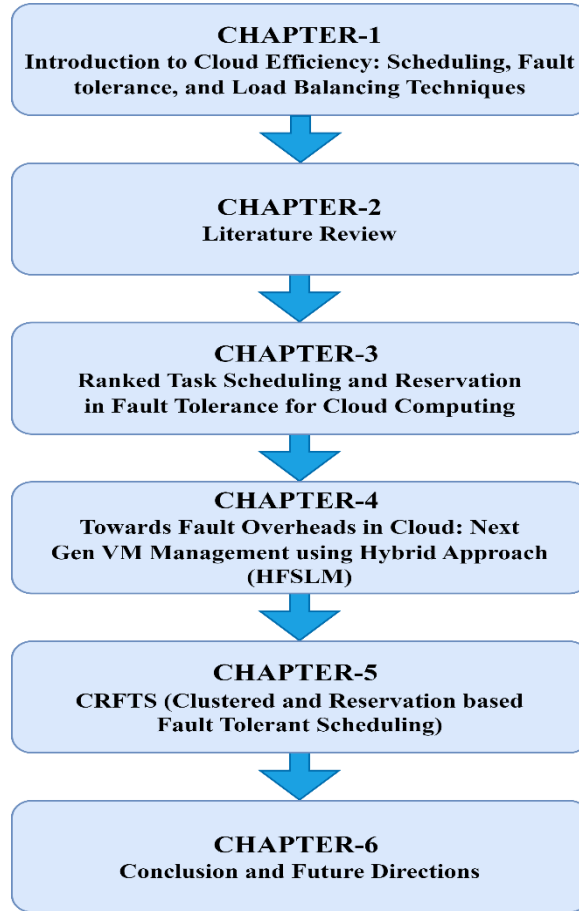 CHAPTER-1
Introduction to Cloud Efficiency: Scheduling, Fault
tolerance, and Load Balancing Techniques
CHAPTER-2
Literature Review
CHAPTER-3
Ranked Task Scheduling and Reservation
in Fault Tolerance for Cloud Computing
CHAPTER-4
Towards Fault Overheads in Cloud: Next
Gen VM Management using Hybrid Approach
(HFSLM)
CHAPTER-5
CRFTS (Clustered and Reservation based
Fault Tolerant Scheduling)
CHAPTER-6
Conclusion and Future Directions